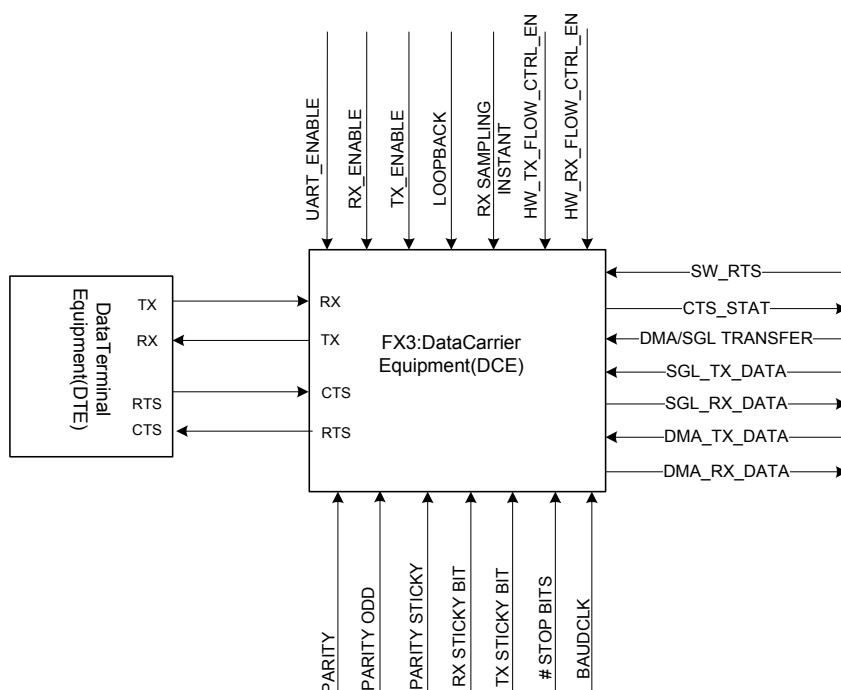 UART_ENABLE
RX_ENABLE
TX_ENABLE
LOOPBACK
RX SAMPLING
INSTANT
HW_TX_FLOW_CTRL_EN
HW_RX_FLOW_CTRL_EN
DataTerminal
Equipment(DTE)
TX
RX
RTS
CTS
RX
TX
CTS
RTS
FX3:DataCarrier
Equipment(DCE)
SW_RTS
CTS_STAT
DMA/SGL TRANSFER
SGL_TX_DATA
SGL_RX_DATA
DMA_TX_DATA
DMA_RX_DATA
PARITY
PARITY ODD
PARITY STICKY
RX STICKY BIT
TX STICKY BIT
# STOP BITS
BAUDCLK